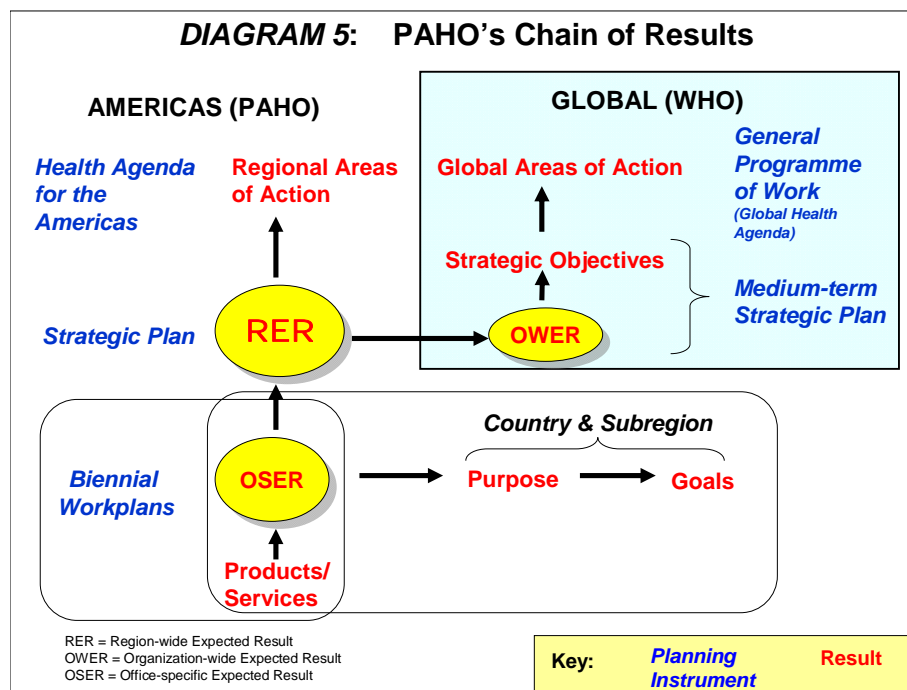 DIAGRAM 5: PAHO's Chain of Results
AMERICAS (PAHO)
GLOBAL (WHO)
Health Agenda
for the
Americas
Regional Areas
of Action
Global Areas of Action
General
Programme
of Work
(Global Health
Agenda)
Strategic Objectives
Medium-term
Strategic Plan
Strategic Plan
RER
OWER
Country & Subregion
Biennial
Workplans
OSER
Purpose
Goals
Products/
Services
RER = Region-wide Expected Result
OWER = Organization-wide Expected Result
OSER = Office-specific Expected Result
Key: Planning Result
Instrument